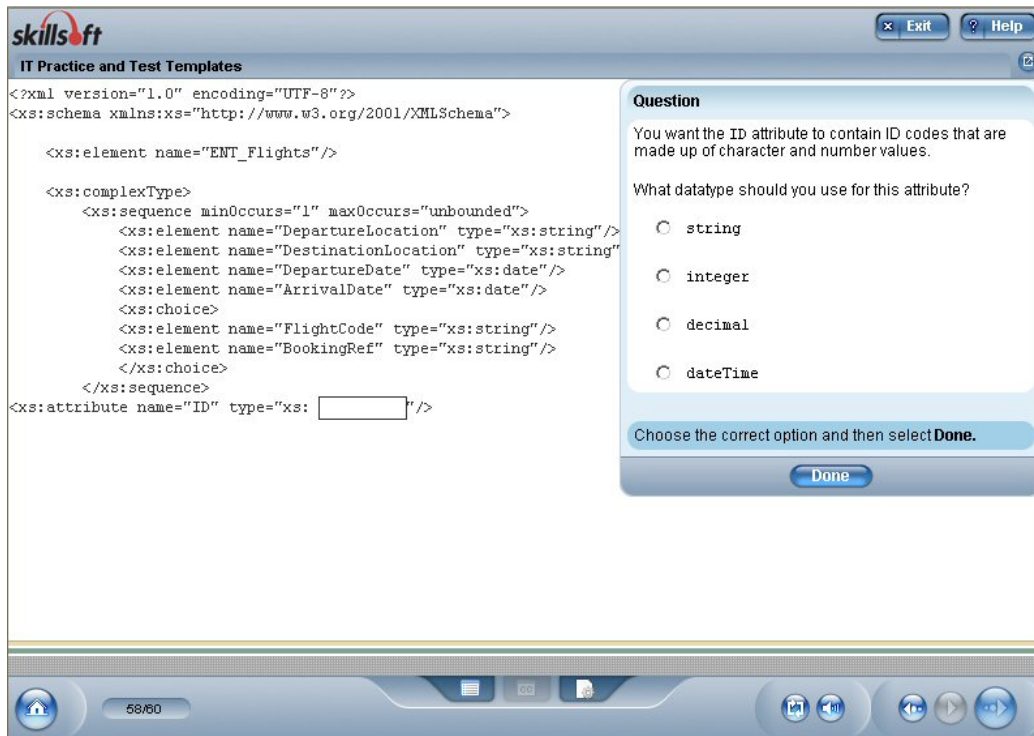 skillsoft
× Exit
? Help
IT Practice and Test Templates
<?xml version="1.0" encoding="UTF-8"?>
<xs:schema xmlns:xs="http://www.w3.org/2001/XMLSchema">
<xs:element name="ENT_Flights"/>
<xs:complexType>
<xs:sequence minOccurs="1" maxOccurs="unbounded">
<xs:element name="DepartureLocation" type="xs:string"/>
<xs:element name="DestinationLocation" type="xs:string"
<xs:element name="DepartureDate" type="xs:date"/>
<xs:element name="ArrivalDate" type="xs:date"/>
<xs:choice>
<xs:element name="FlightCode" type="xs:string"/>
<xs:element name="BookingRef" type="xs:string"/>
</xs:choice>
</xs:sequence>
<xs:attribute name="ID" type="xs: "/>
Question
You want the ID attribute to contain ID codes that are
made up of character and number values.
What datatype should you use for this attribute?
string
integer
decimal
dateTime
Choose the correct option and then select Done.
Done
CC
58/60